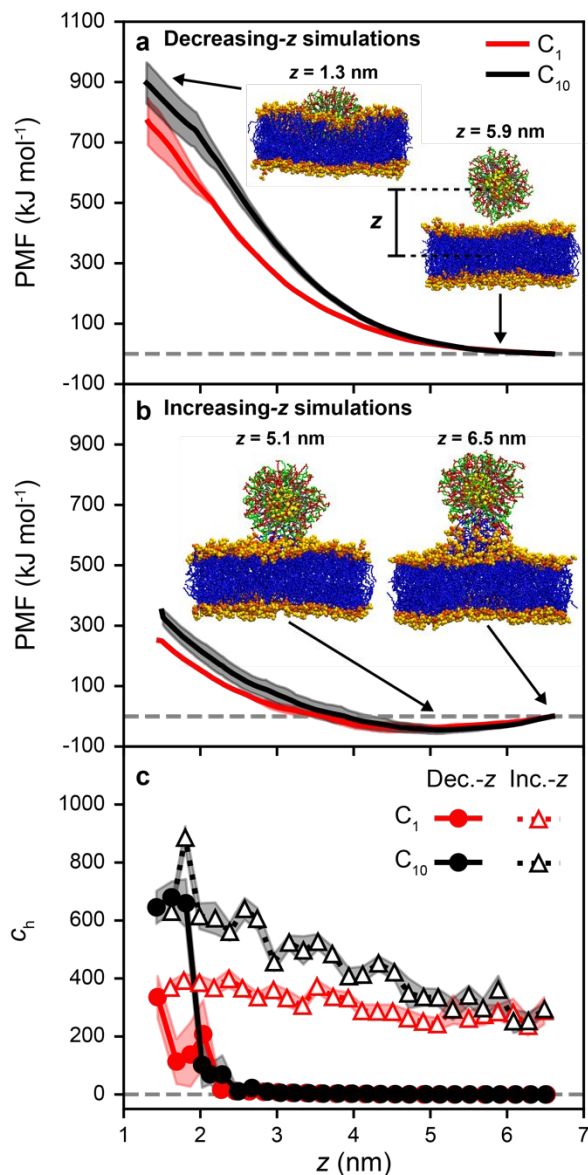 a Decreasing-z simulations
C₁
C₁₀
z = 1.3 nm
z = 5.9 nm
z
PMF (kJ mol⁻¹)
1100
900
700
500
300
100
-100
b Increasing-z simulations
z = 5.1 nm
z = 6.5 nm
PMF (kJ mol⁻¹)
700
500
300
100
-100
c
Dec.-z Inc.-z
C₁
C₁₀
cₕ
1000
800
600
400
200
0
1 2 3 4 5 6 7
z (nm)